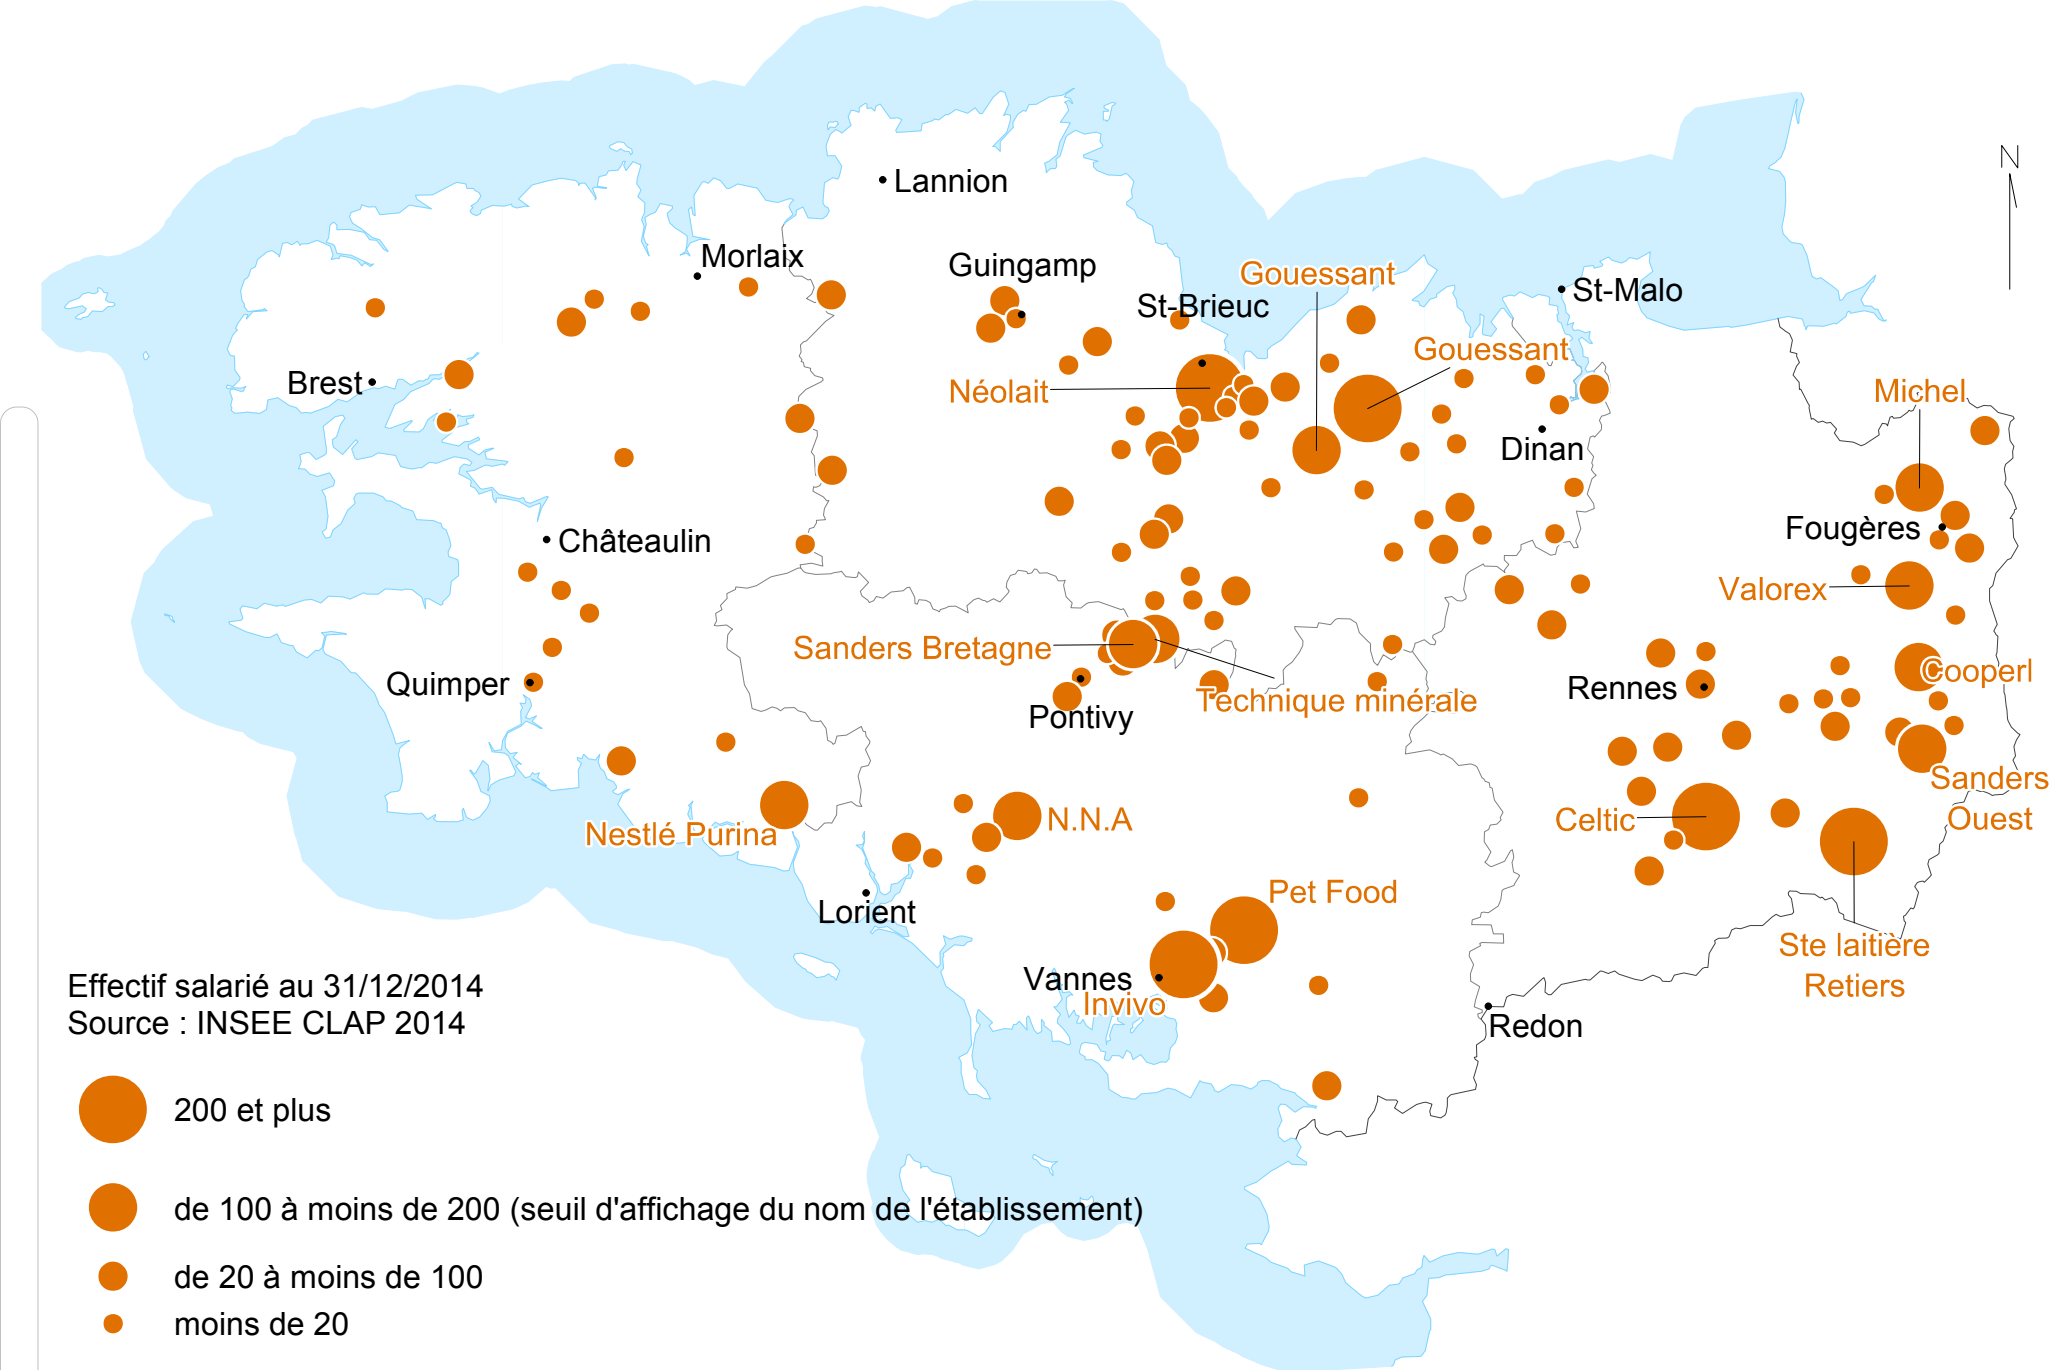 N
Lannion
Morlaix
Guingamp
Gouessant
St-Brieuc
St-Malo
Gouessant
Brest
Néolait
Michel
Dinan
Fougères
Châteaulin
Valorex
Sanders Bretagne
Cooperl
Quimper
Rennes
Technique minérale
Pontivy
Sanders
Ouest
Nestlé Purina
N.N.A
Celtic
Pet Food
Lorient
Ste laitière
Retiers
Vannes
Invivo
Redon
Effectif salarié au 31/12/2014
Source : INSEE CLAP 2014
200 et plus
de 100 à moins de 200 (seuil d'affichage du nom de l'établissement)
de 20 à moins de 100
moins de 20